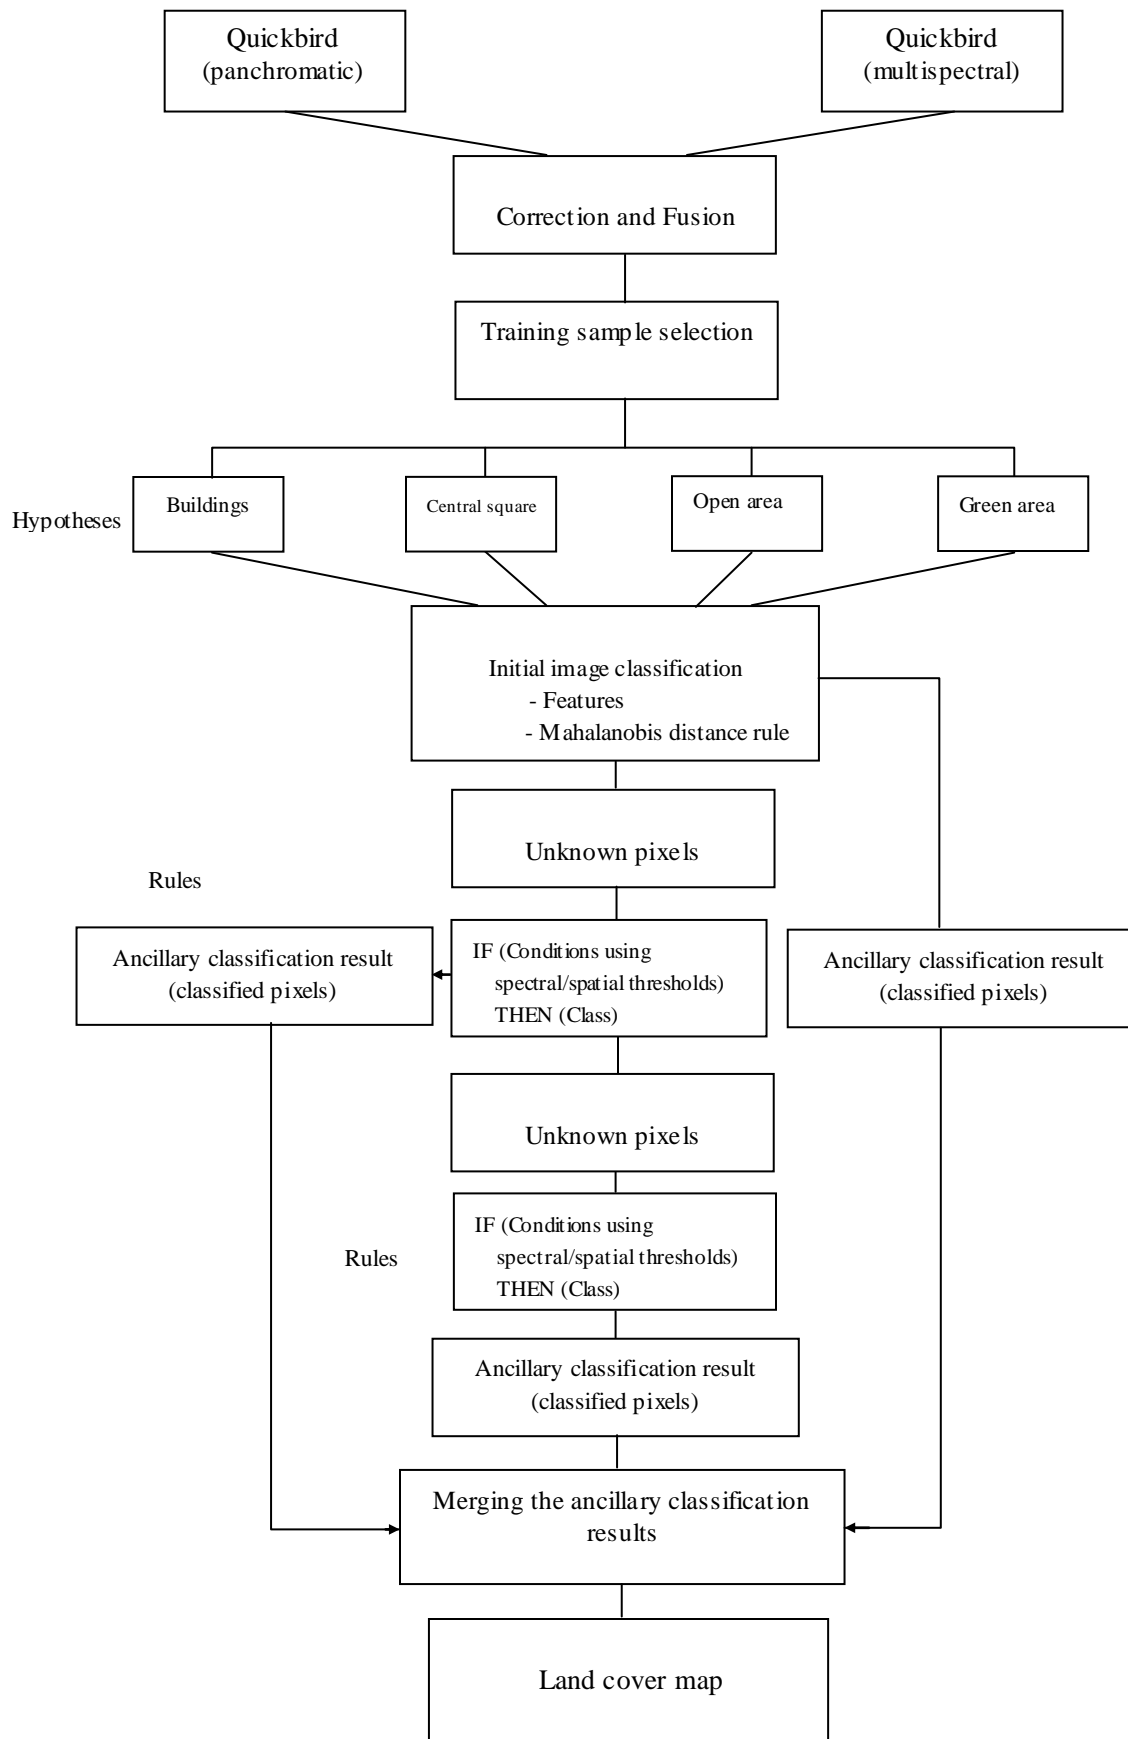 Quickbird
(panchromatic)
Quickbird
(multispectral)
Correction and Fusion
Training sample selection
Hypotheses
Buildings
Central square
Open area
Green area
Initial image classification
- Features
- Mahalanobis distance rule
Unknown pixels
Rules
Ancillary classification result
(classified pixels)
IF (Conditions using
spectral/spatial thresholds)
THEN (Class)
Ancillary classification result
(classified pixels)
Unknown pixels
Rules
IF (Conditions using
spectral/spatial thresholds)
THEN (Class)
Ancillary classification result
(classified pixels)
Merging the ancillary classification
results
Land cover map